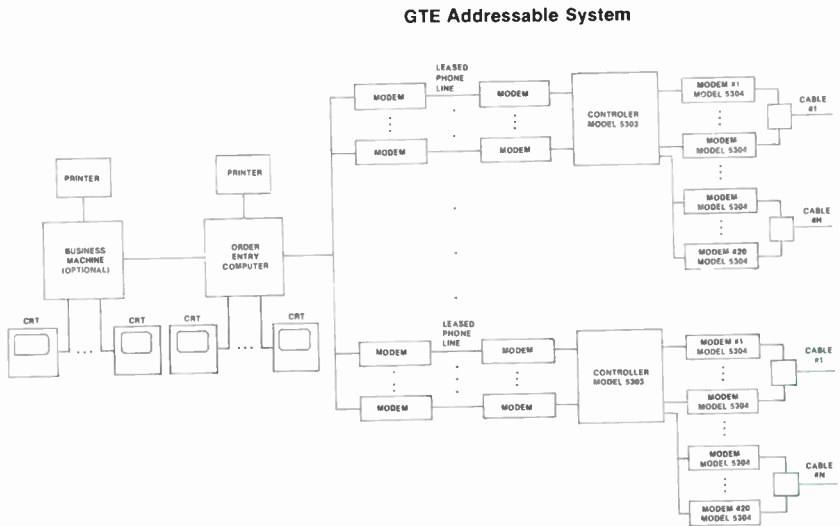 GTE Addressable System
LEASED
PHONE
LINE
MODEM
MODEM
MODEM
MODEM
CONTROLER
MODEL 5303
MODEM #1
MODEL 5304
MODEM
MODEL 5304
MODEM
MODEL 5304
MODEM #20
MODEL 5304
CABLE
#1
CABLE
#H
PRINTER
PRINTER
BUSINESS
MACHINE
(OPTIONAL)
ORDER
ENTRY
COMPUTER
CRT
CRT
CRT
CRT
LEASED
PHONE
LINE
MODEM
MODEM
MODEM
MODEM
CONTROLLER
MODEL 5303
MODEM #1
MODEL 5304
MODEM
MODEL 5304
MODEM
MODEL 5304
MODEM #20
MODEL 5304
CABLE
#1
CABLE
#N